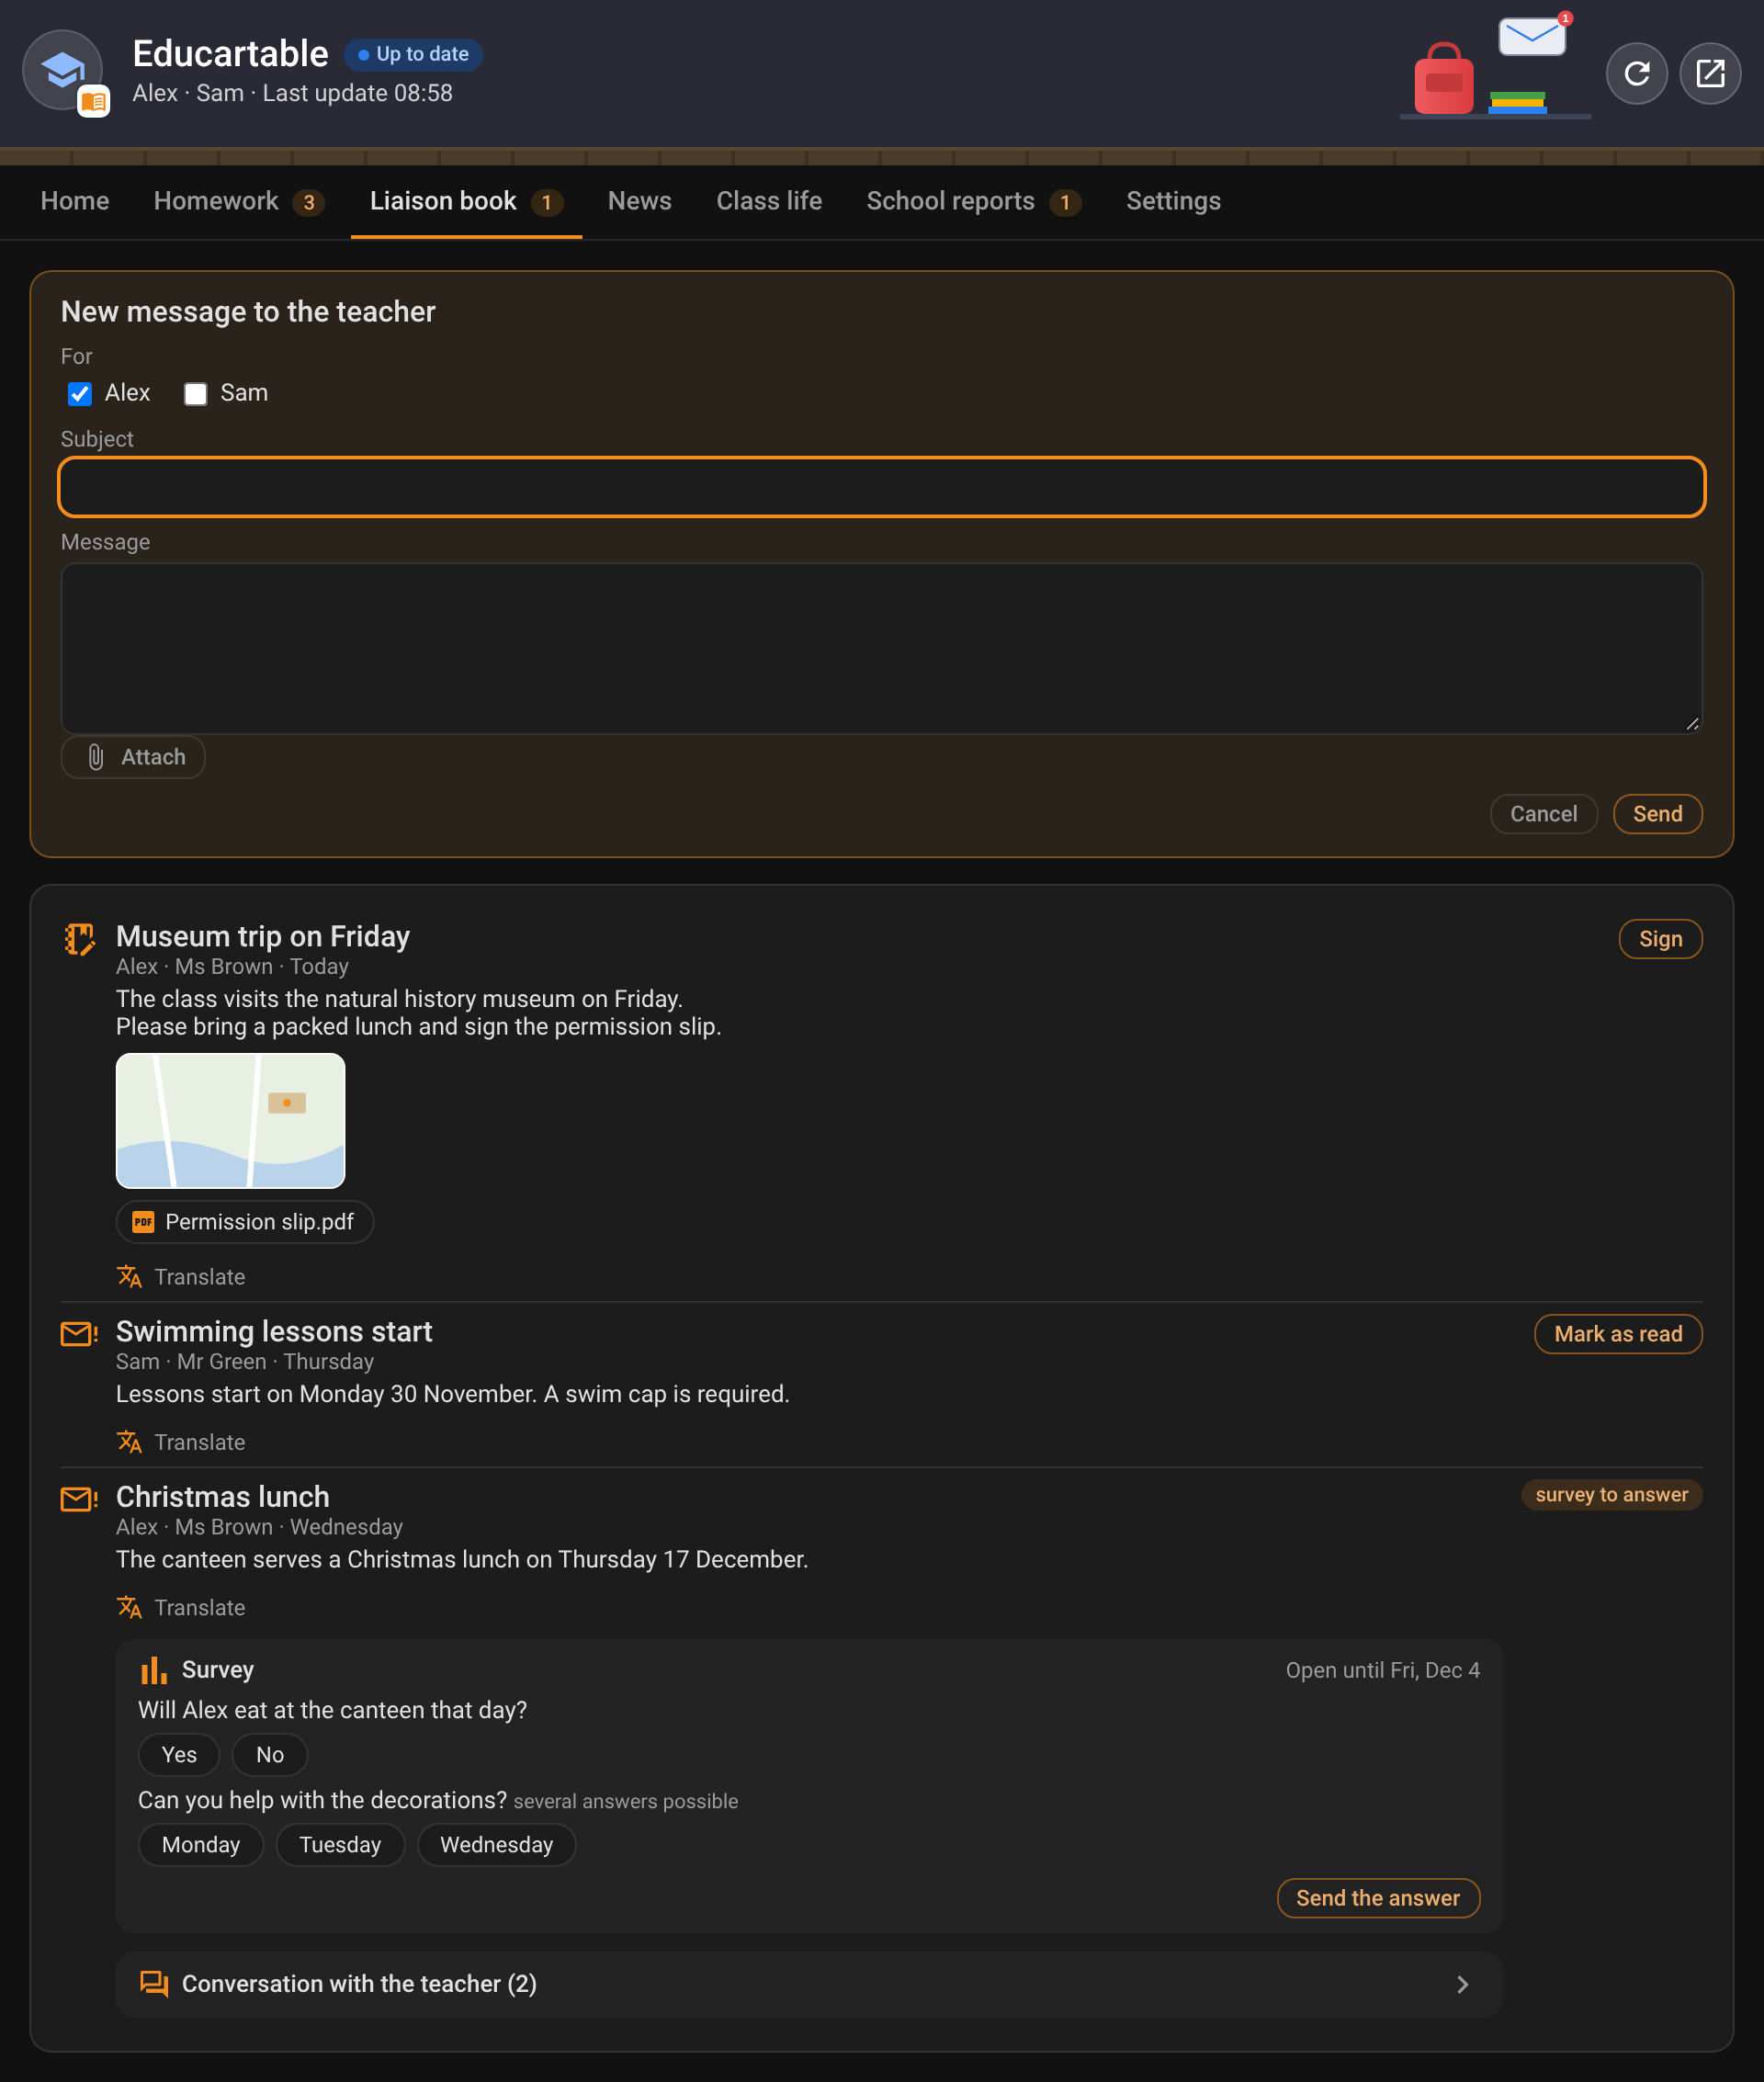 Educartable
Up to date
Alex · Sam · Last update 08:58
1
Home
Homework 3
Liaison book 1
News
Class life
School reports 1
Settings
New message to the teacher
For
Alex
Sam
Subject
Message
Attach
Cancel
Send
Museum trip on Friday
Sign
Alex · Ms Brown · Today
The class visits the natural history museum on Friday.
Please bring a packed lunch and sign the permission slip.
PDF Permission slip.pdf
Translate
Swimming lessons start
Mark as read
Sam · Mr Green · Thursday
Lessons start on Monday 30 November. A swim cap is required.
Translate
Christmas lunch
survey to answer
Alex · Ms Brown · Wednesday
The canteen serves a Christmas lunch on Thursday 17 December.
Translate
Survey
Open until Fri, Dec 4
Will Alex eat at the canteen that day?
Yes
No
Can you help with the decorations? several answers possible
Monday
Tuesday
Wednesday
Send the answer
Conversation with the teacher (2)